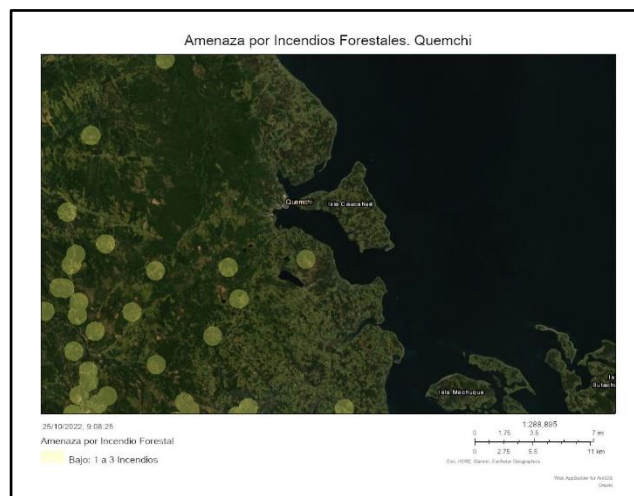 Amenaza por Incendios Forestales. Quemchi
Quemchi
Isla Caucahué
Isla Mechuque
25/10/2022, 9:08:25
Amenaza por Incendio Forestal
Bajo: 1 a 3 Incendios
1:288,895
0 1.75 3.5 7 mi
0 2.75 5.5 11 km
Esri, HERE, Garmin, Earthstar Geographics
Web AppBuilder for ArcGIS